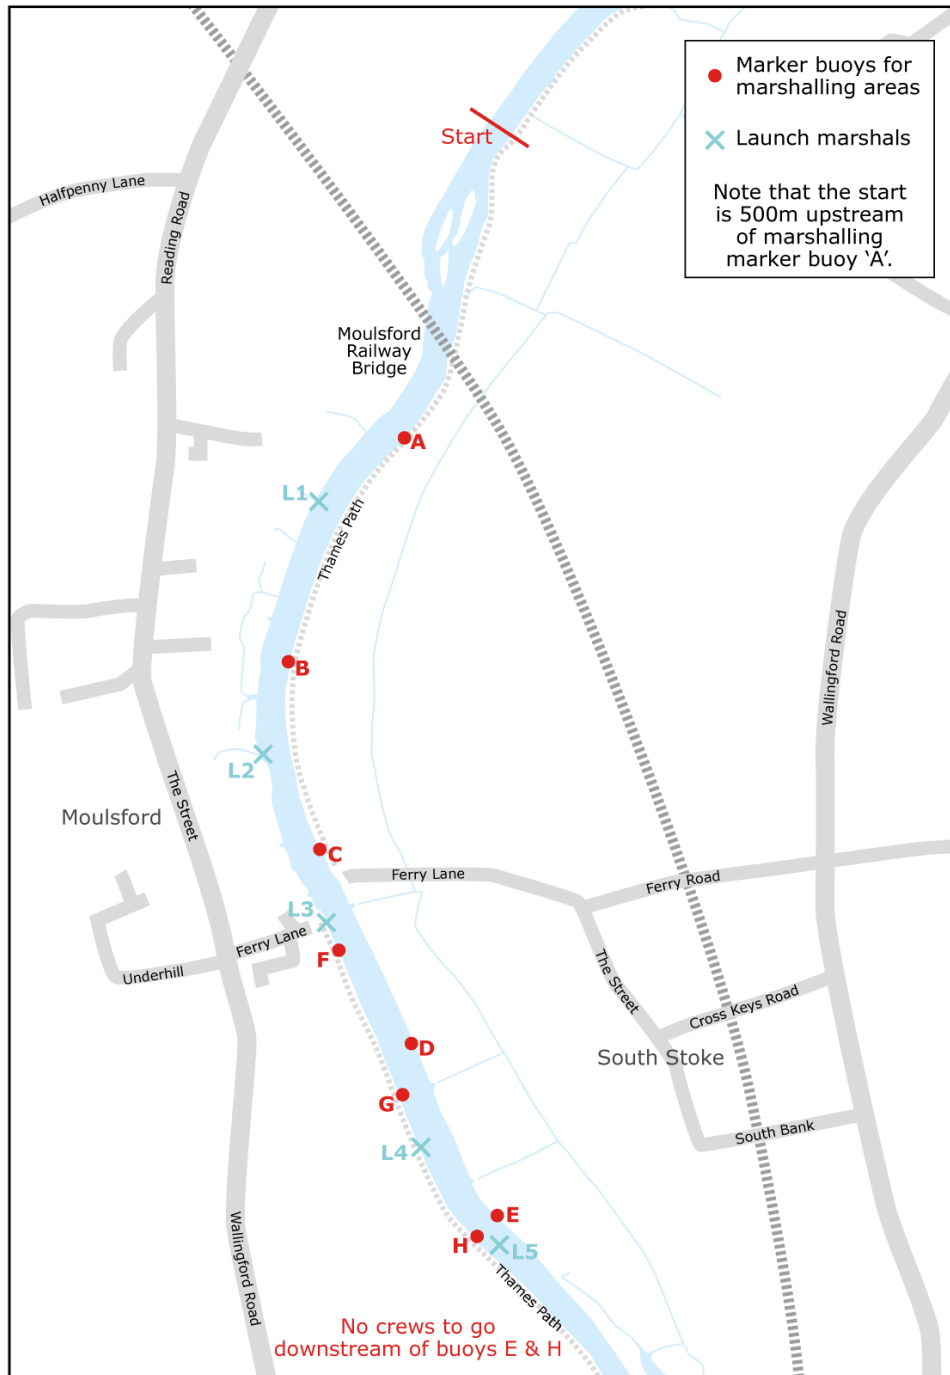 Marker buoys for
marshalling areas
Launch marshals
Note that the start
is 500m upstream
of marshalling
marker buoy ‘A’.
Start
Halfpenny Lane
Reading Road
Moulsford
Railway
Bridge
A
L1
Thames Path
B
Wallingford Road
L2
The Street
Moulsford
C
Ferry Lane
Ferry Road
L3
Ferry Lane
F
Underhill
The Street
Cross Keys Road
D
South Stoke
G
South Bank
L4
E
H
L5
Wallingford Road
Thames Path
No crews to go
downstream of buoys E & H